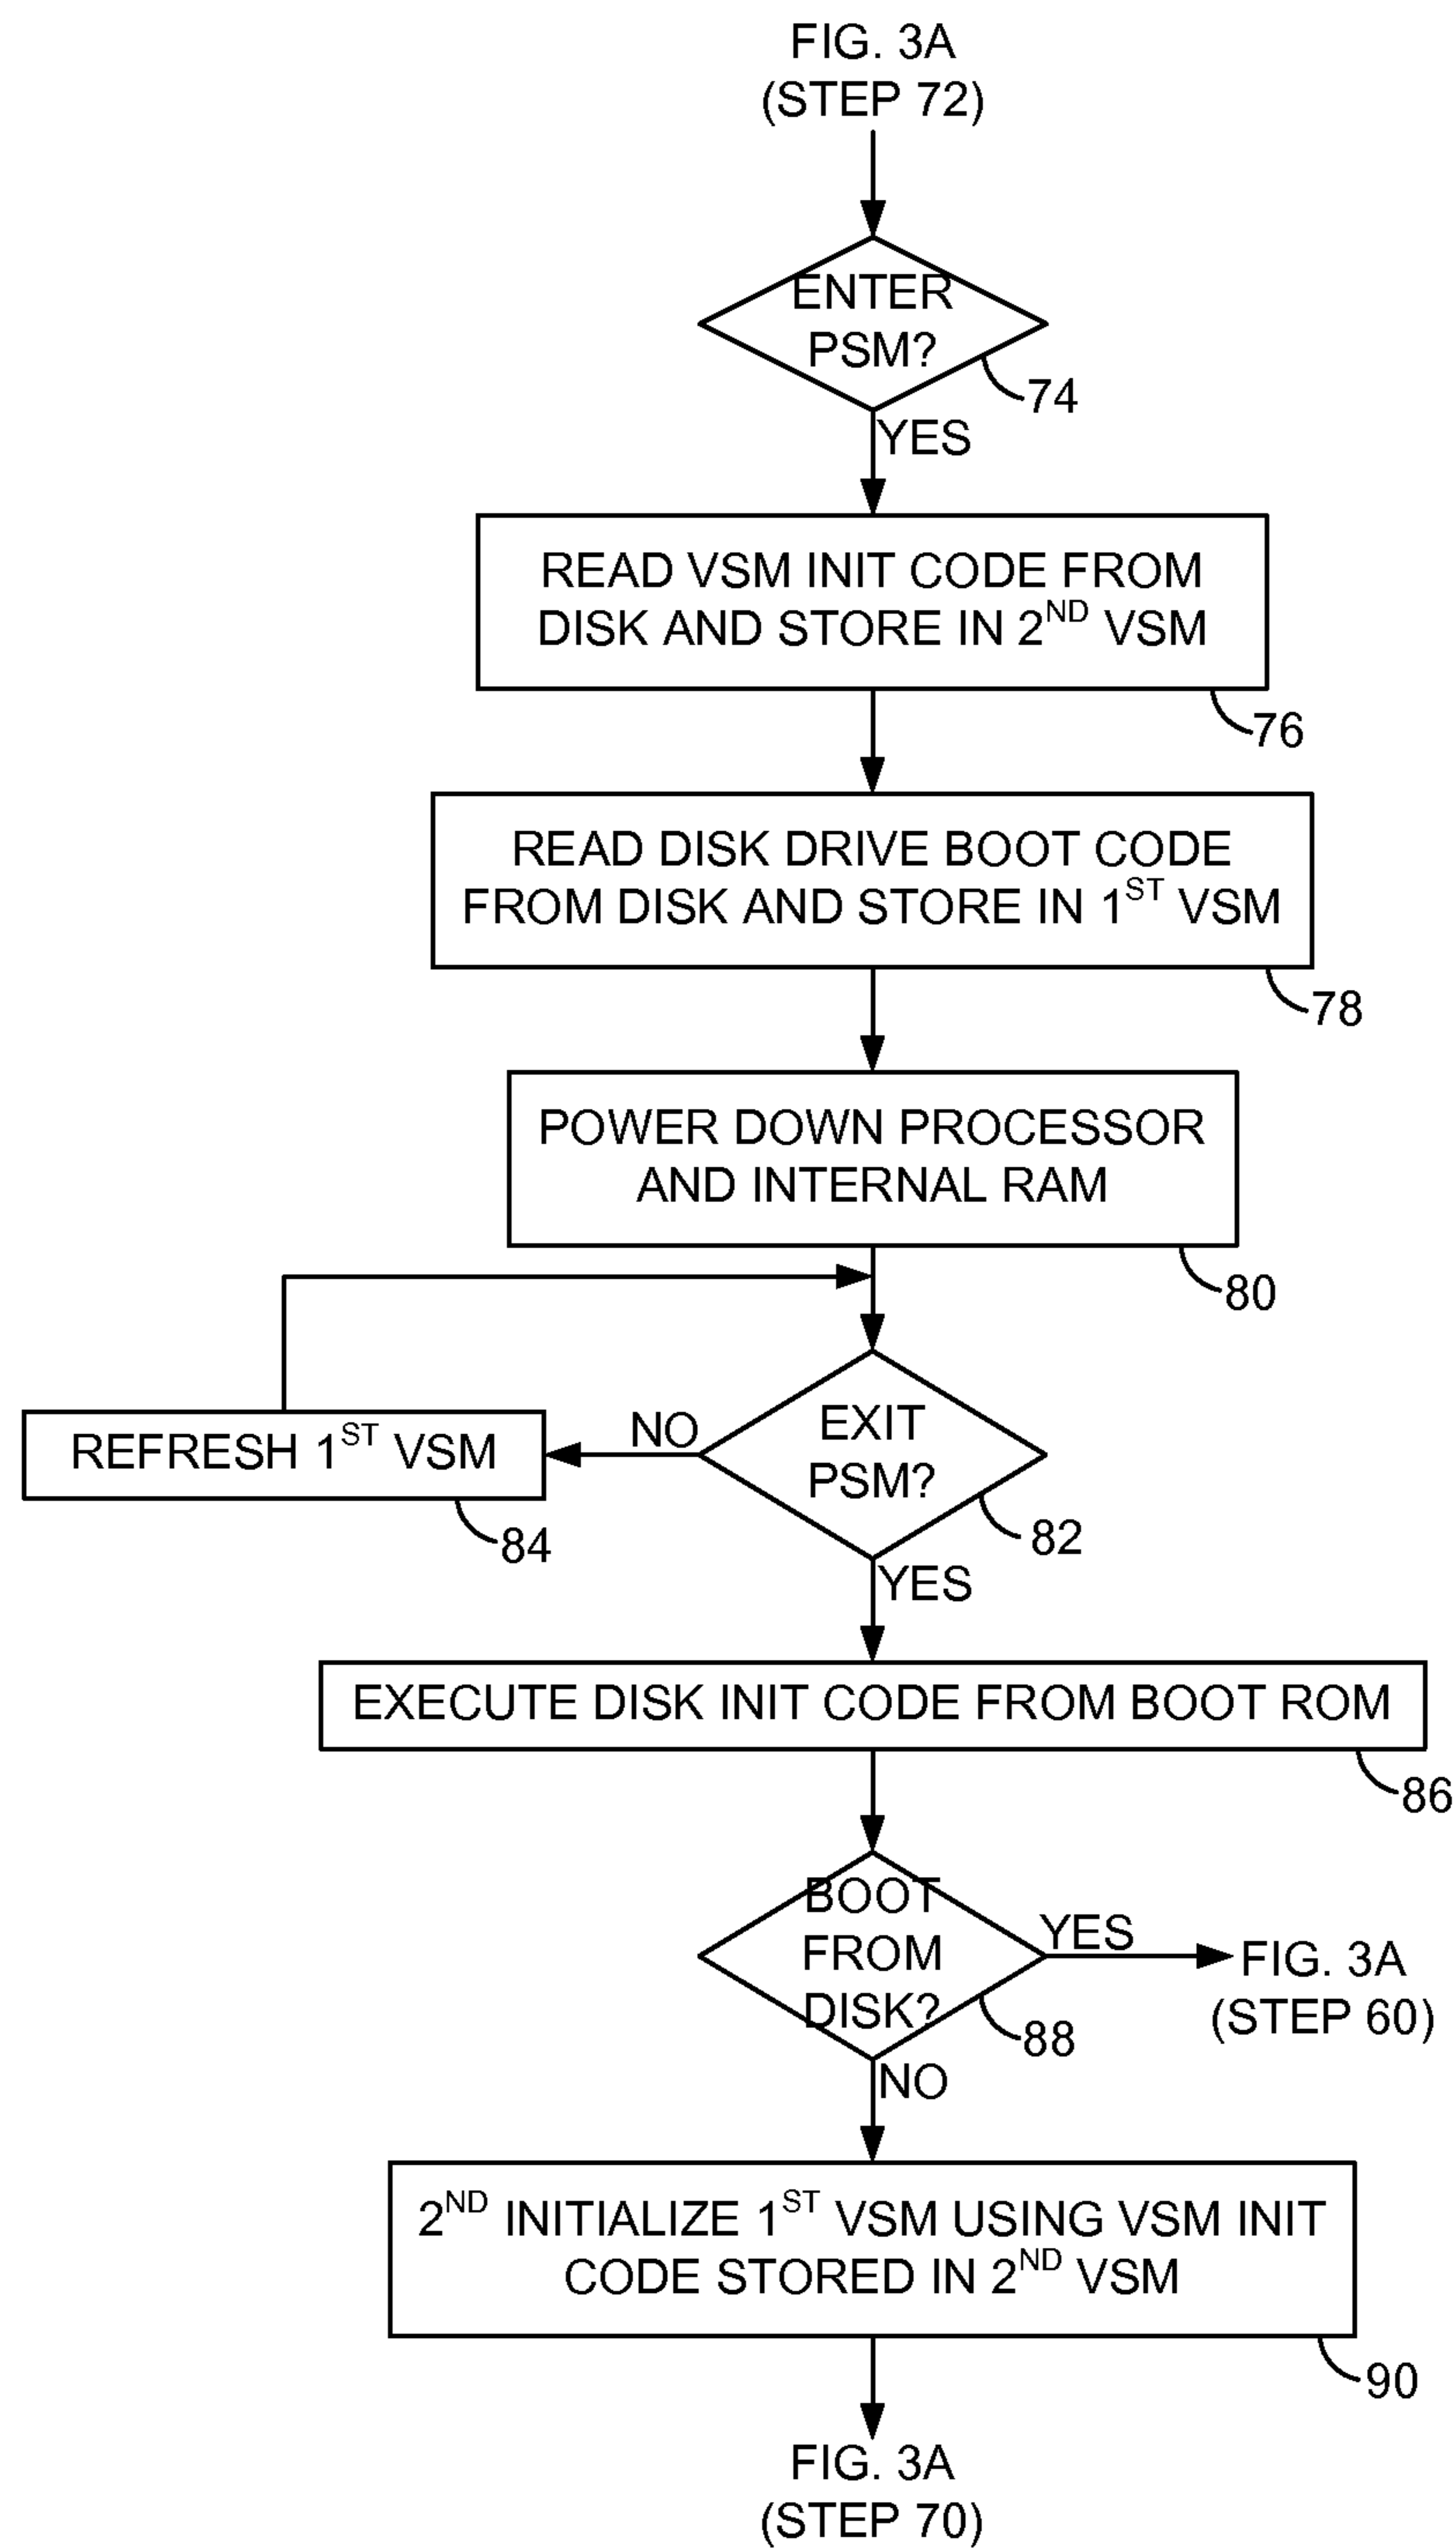 FIG. 3A
(STEP 72)
ENTER
PSM?
74
YES
READ VSM INIT CODE FROM
DISK AND STORE IN 2ND VSM
76
READ DISK DRIVE BOOT CODE
FROM DISK AND STORE IN 1ST VSM
78
POWER DOWN PROCESSOR
AND INTERNAL RAM
80
EXIT
PSM?
82
NO
REFRESH 1ST VSM
84
YES
EXECUTE DISK INIT CODE FROM BOOT ROM
86
BOOT
FROM
DISK?
88
YES
FIG. 3A
(STEP 60)
NO
2ND INITIALIZE 1ST VSM USING VSM INIT
CODE STORED IN 2ND VSM
90
FIG. 3A
(STEP 70)